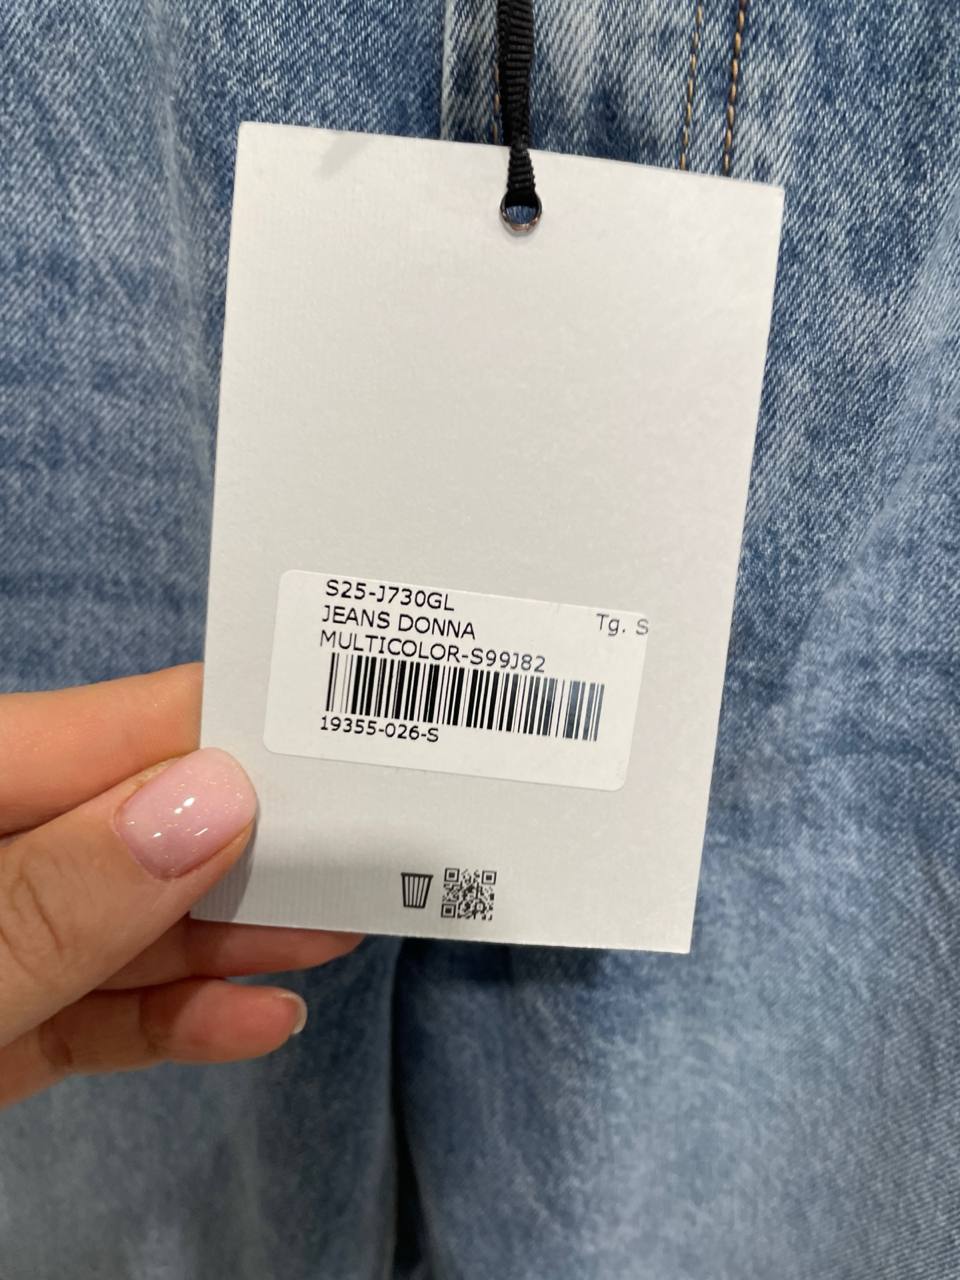 S25-J730GL
Tg. S
JEANS DONNA
MULTICOLOR-S99J82
19355-026-S